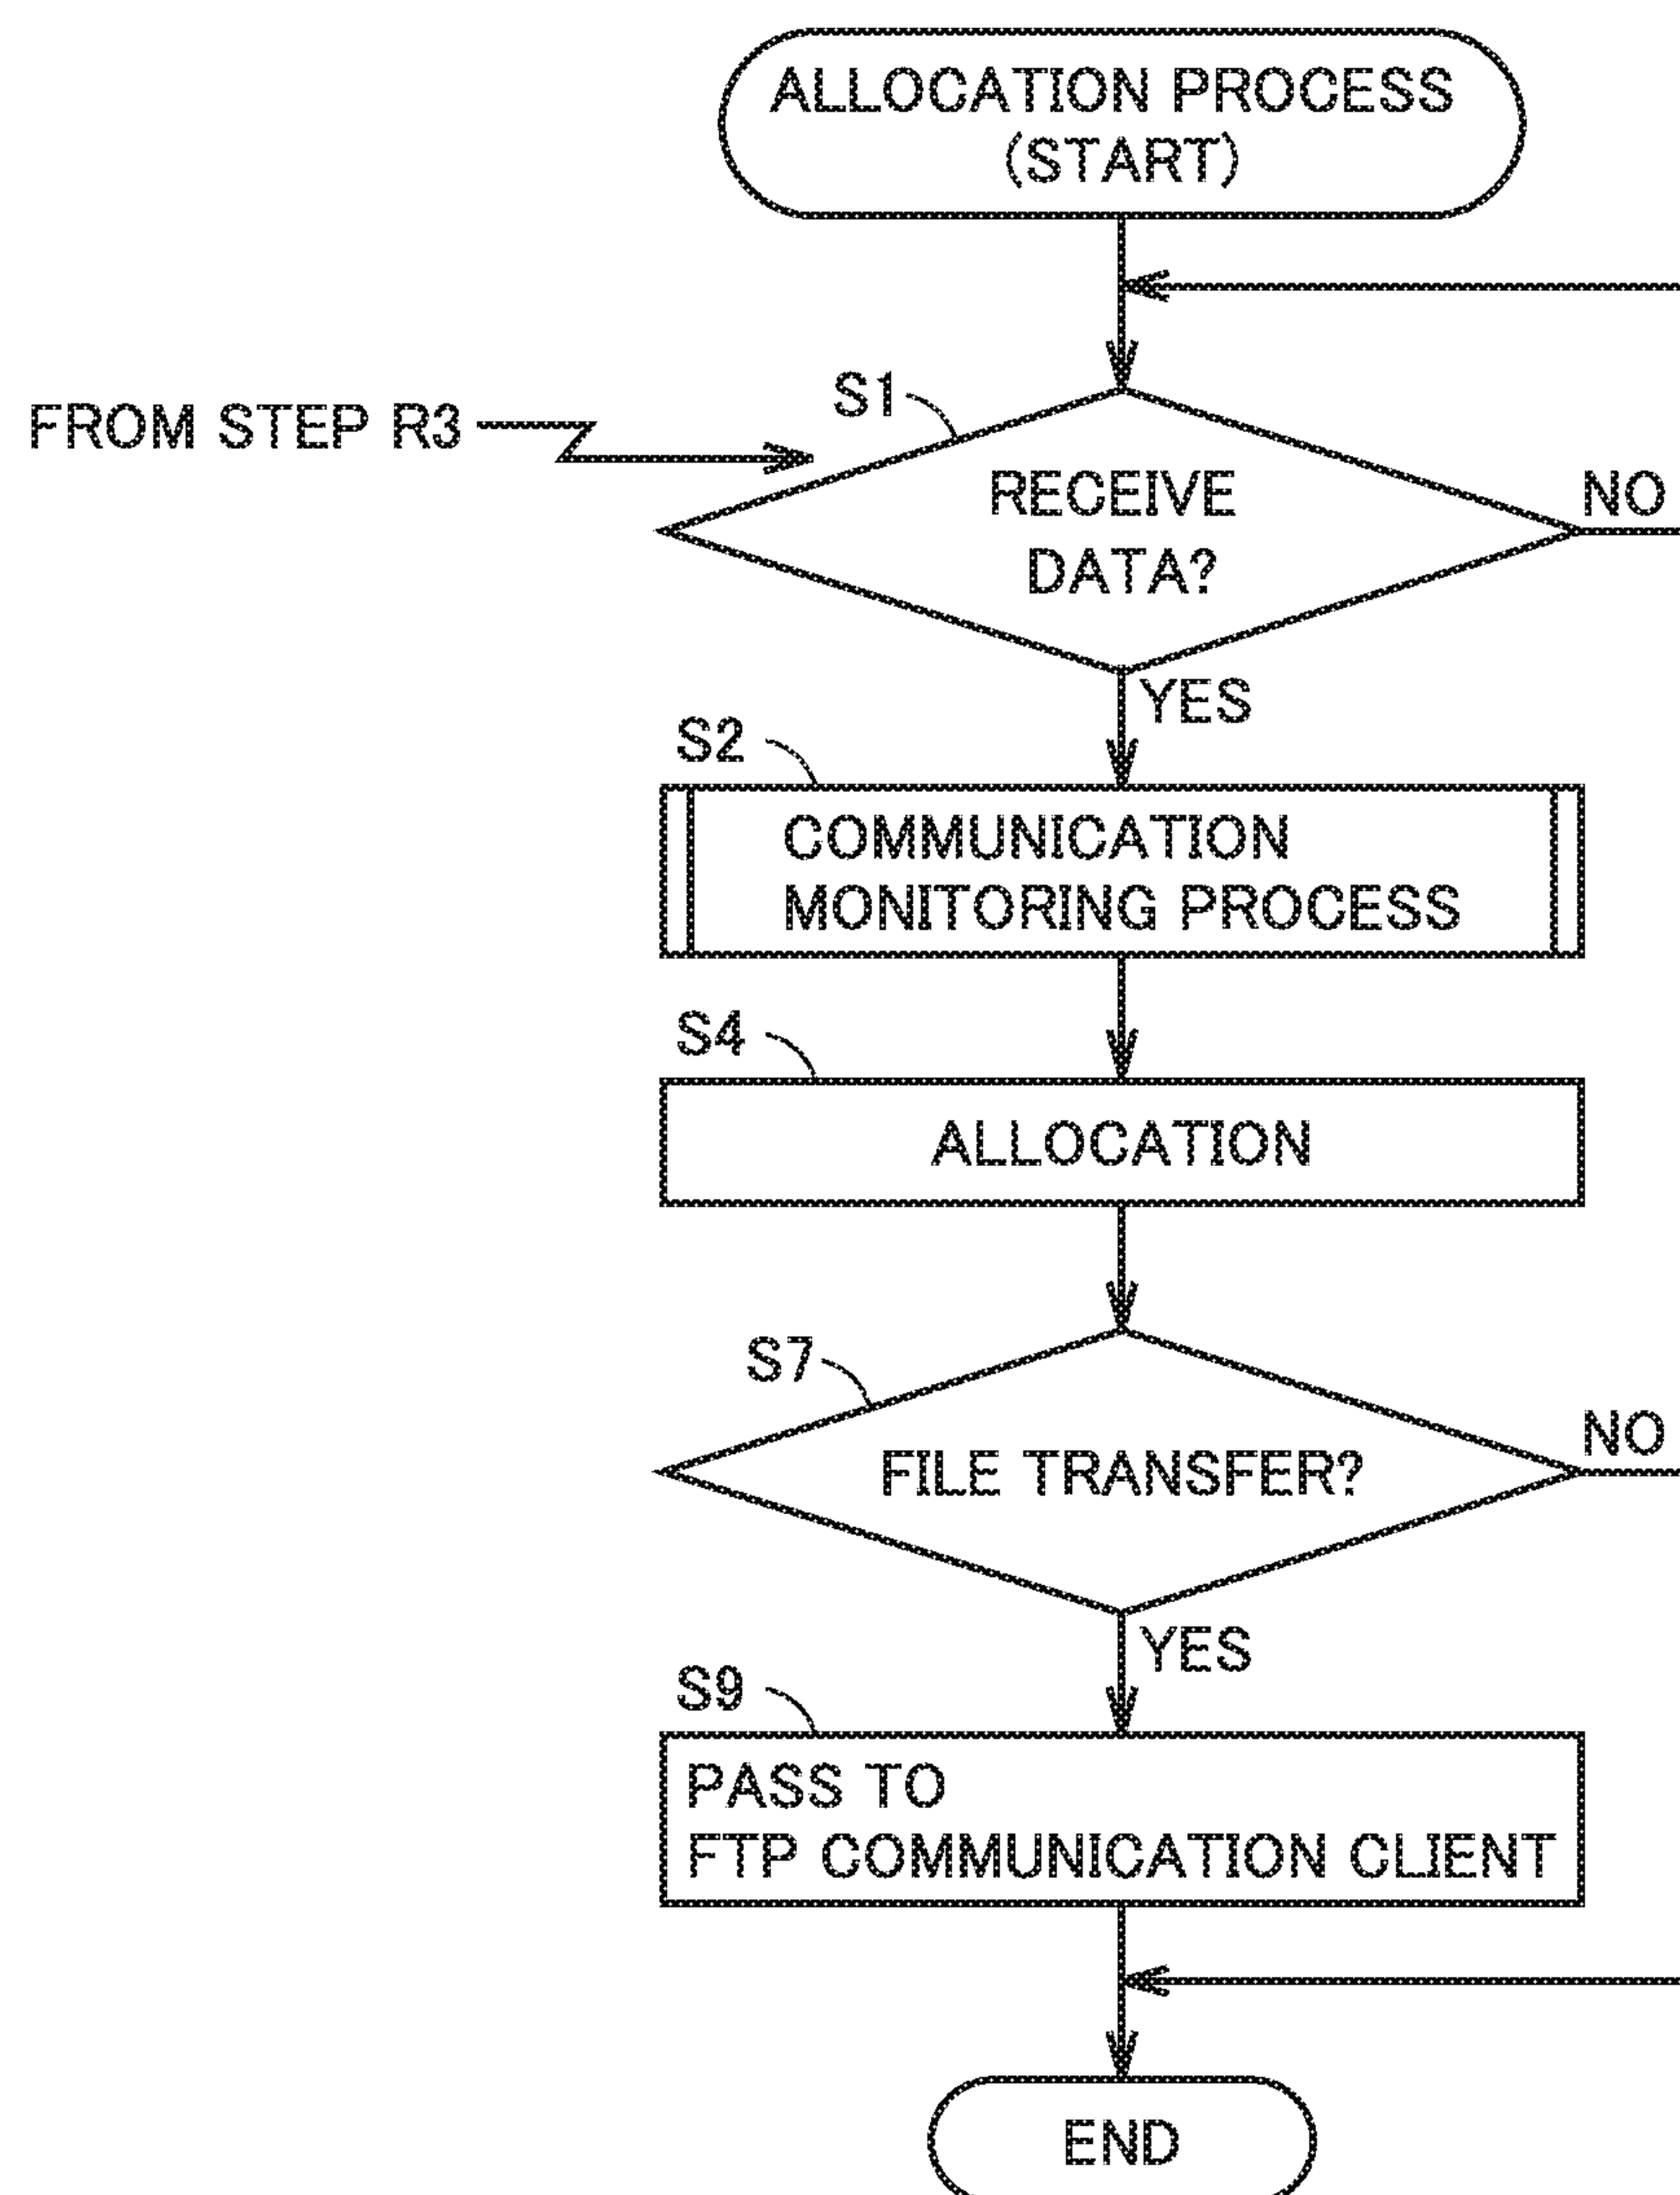 ALLOCATION PROCESS
(START)
FROM STEP R3
S1
RECEIVE
DATA?
NO
YES
S2
COMMUNICATION
MONITORING PROCESS
S4
ALLOCATION
S7
FILE TRANSFER?
NO
YES
S9
PASS TO
FTP COMMUNICATION CLIENT
END